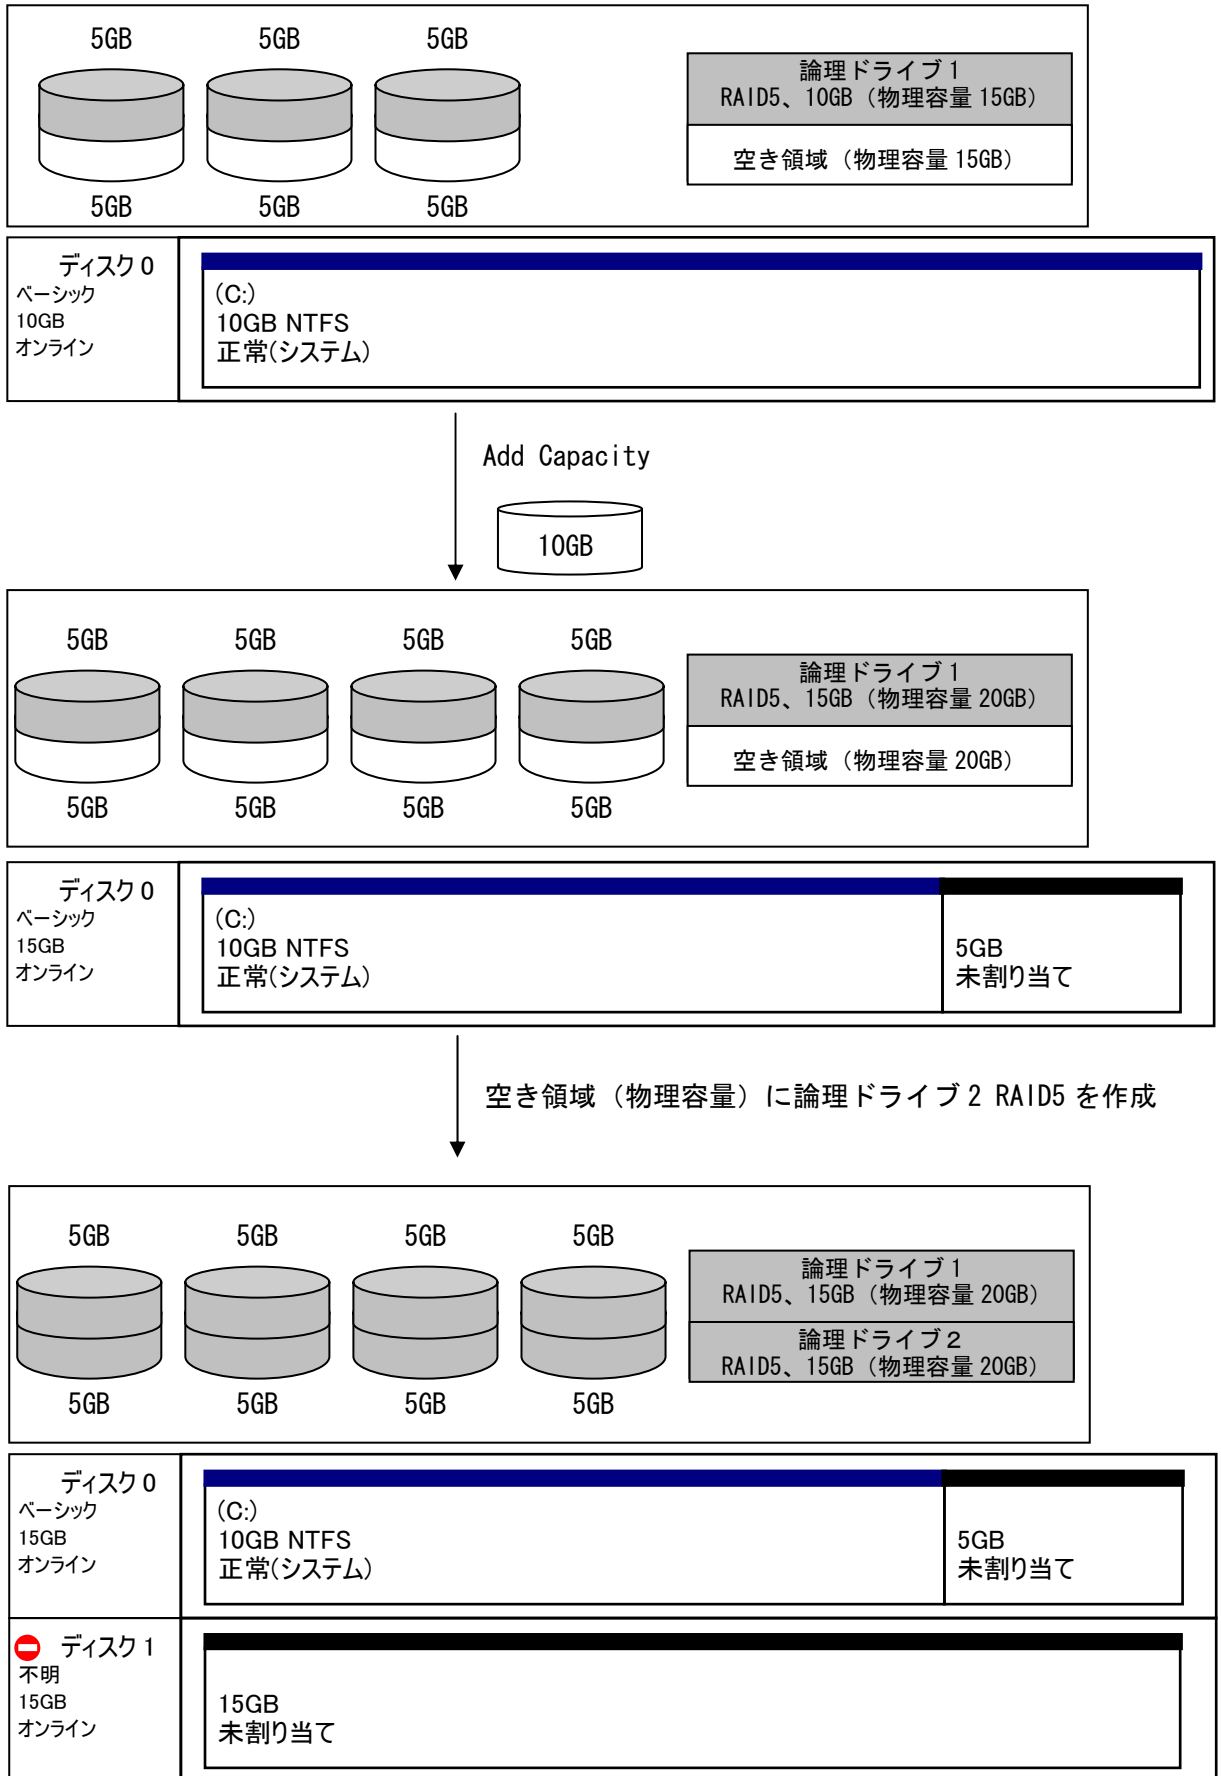 5GB 5GB 5GB
論理ドライブ1
RAID5、10GB（物理容量 15GB）
空き領域（物理容量 15GB）
5GB 5GB 5GB
ディスク 0
ベーシック
10GB
オンライン
(C:)
10GB NTFS
正常(システム)
Add Capacity
10GB
5GB 5GB 5GB 5GB
論理ドライブ1
RAID5、15GB（物理容量 20GB）
空き領域（物理容量 20GB）
5GB 5GB 5GB 5GB
ディスク 0
ベーシック
15GB
オンライン
(C:)
10GB NTFS
正常(システム)
5GB
未割り当て
空き領域（物理容量）に論理ドライブ2 RAID5 を作成
5GB 5GB 5GB 5GB
論理ドライブ1
RAID5、15GB（物理容量 20GB）
論理ドライブ２
RAID5、15GB（物理容量 20GB）
5GB 5GB 5GB 5GB
ディスク 0
ベーシック
15GB
オンライン
(C:)
10GB NTFS
正常(システム)
5GB
未割り当て
ディスク 1
不明
15GB
オンライン
15GB
未割り当て